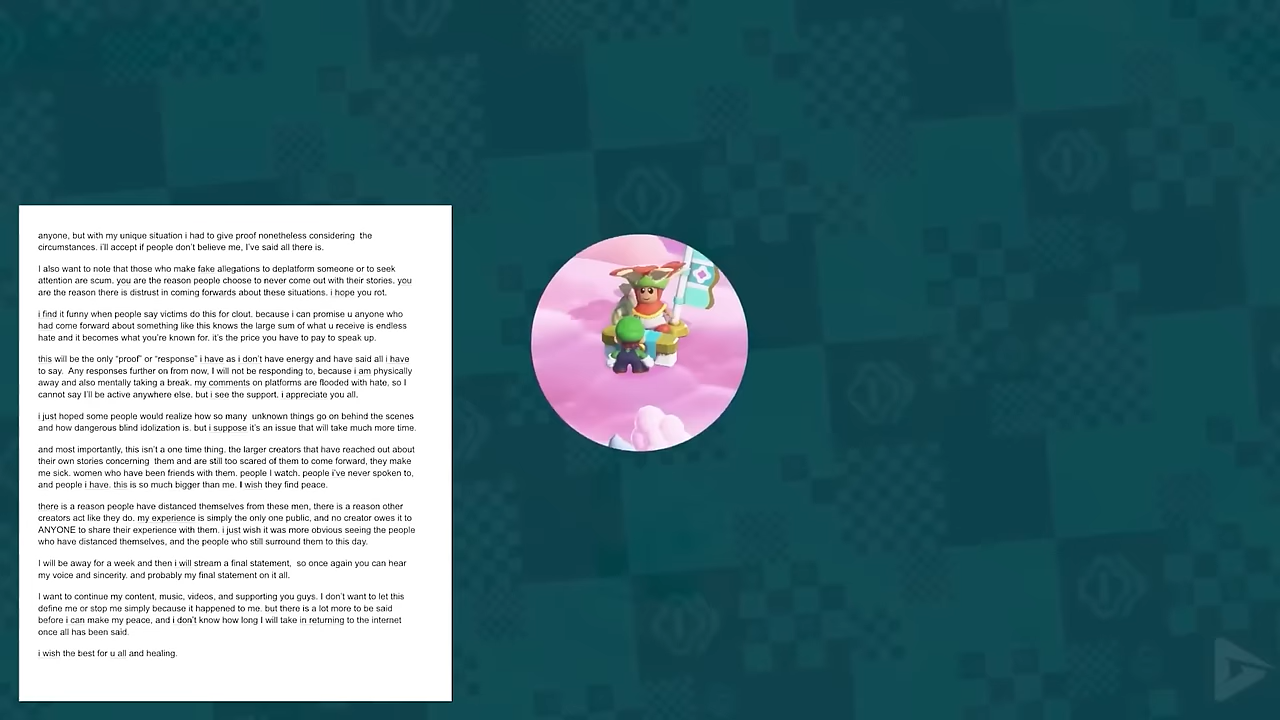 anyone, but with my unique situation i had to give proof nonetheless considering the
circumstances. i'll accept if people don't believe me, I've said all there is.
I also want to note that those who make fake allegations to deplatform someone or to seek
attention are scum. you are the reason people choose to never come out with their stories. you
are the reason there is distrust in coming forwards about these situations. i hope you rot.
i find it funny when people say victims do this for clout. because i can promise u anyone who
had come forward about something like this knows the large sum of what u receive is endless
hate and it becomes what you're known for. it's the price you have to pay to speak up.
this will be the only “proof” or “response” i have as i don't have energy and have said all i have
to say. Any responses further on from now, I will not be responding to, because i am physically
away and also mentally taking a break. my comments on platforms are flooded with hate, so I
cannot say I'll be active anywhere else. but i see the support. i appreciate you all.
i just hoped some people would realize how so many unknown things go on behind the scenes
and how dangerous blind idolization is. but i suppose it's an issue that will take much more time.
and most importantly, this isn't a one time thing. the larger creators that have reached out about
their own stories concerning them and are still too scared of them to come forward, they make
me sick. women who have been friends with them. people I watch. people i've never spoken to,
and people i have. this is so much bigger than me. I wish they find peace.
there is a reason people have distanced themselves from these men, there is a reason other
creators act like they do. my experience is simply the only one public, and no creator owes it to
ANYONE to share their experience with them. i just wish it was more obvious seeing the people
who have distanced themselves, and the people who still surround them to this day.
I will be away for a week and then i will stream a final statement, so once again you can hear
my voice and sincerity. and probably my final statement on it all.
I want to continue my content, music, videos, and supporting you guys. I don't want to let this
define me or stop me simply because it happened to me. but there is a lot more to be said
before i can make my peace, and i don't know how long I will take in returning to the internet
once all has been said.
i wish the best for u all and healing.